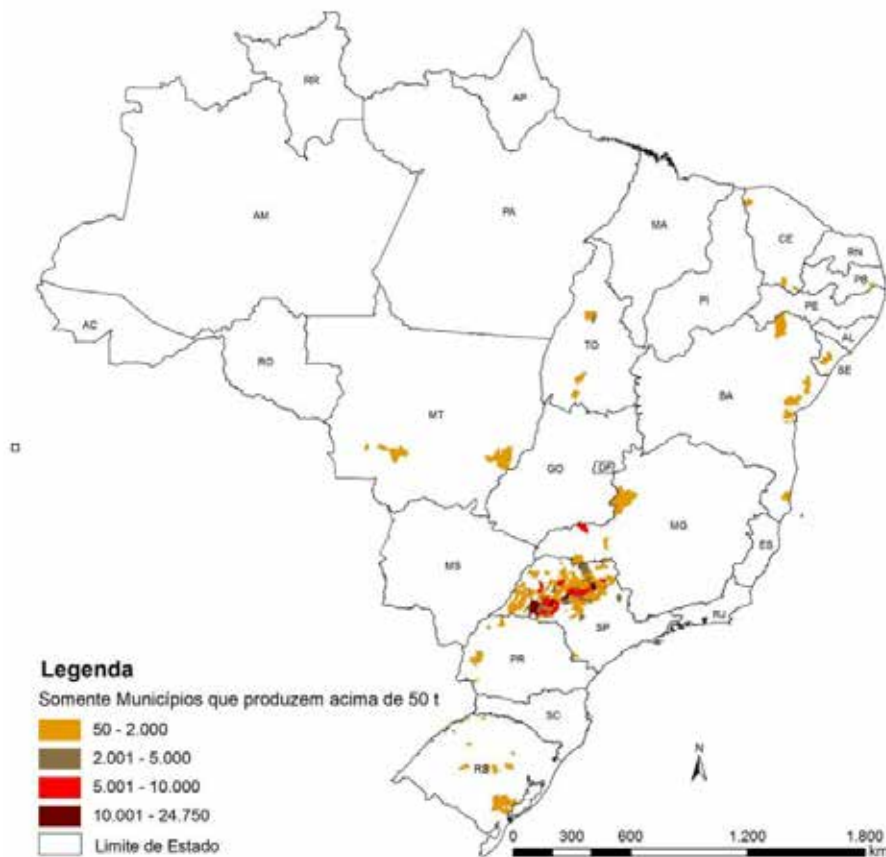 RR
AP
AM
PA
MA
CE
RN
PB
PI
PE
AC
AL
TO
SE
RO
BA
MT
GO
DF
MG
ES
MS
SP
RJ
PR
SC
RS
N
Legenda
Somente Municípios que produzem acima de 50 t
50 - 2.000
2.001 - 5.000
5.001 - 10.000
10.001 - 24.750
Limite de Estado
0 300 600 1.200 1.800
km